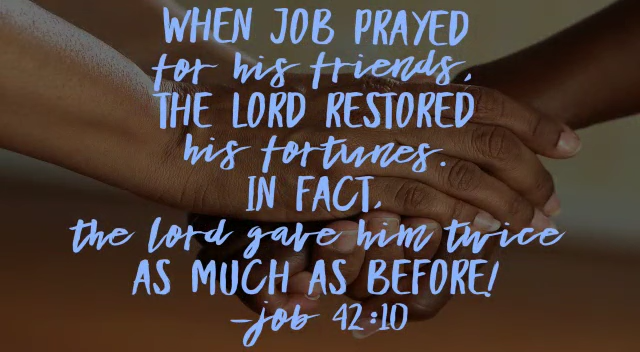 WHEN JOB PRAYED
for his friends,
THE LORD RESTORED
his fortunes.
IN FACT,
the lord gave him twice
AS MUCH AS BEFORE!
-job 42:10